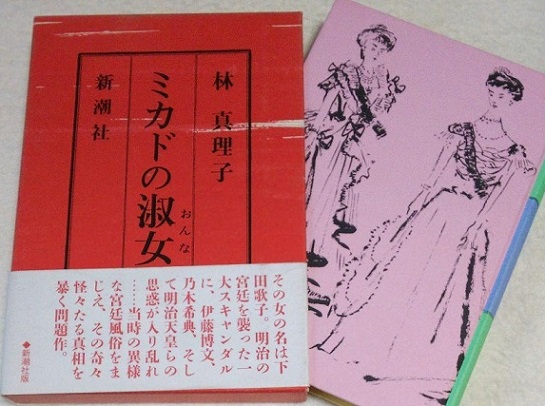 林 真理子
ミカドの淑女
おんな
新潮社
その女の名は下
田歌子。明治の
宮廷を襲った一
大スキャンダル
に、伊藤博文、
乃木希典、そし
て明治天皇らの
思惑が入り乱れ
……当時の異様
な宮廷風俗をま
じえ、その奇々
怪々たる真相を
暴く問題作。
◆新潮社版